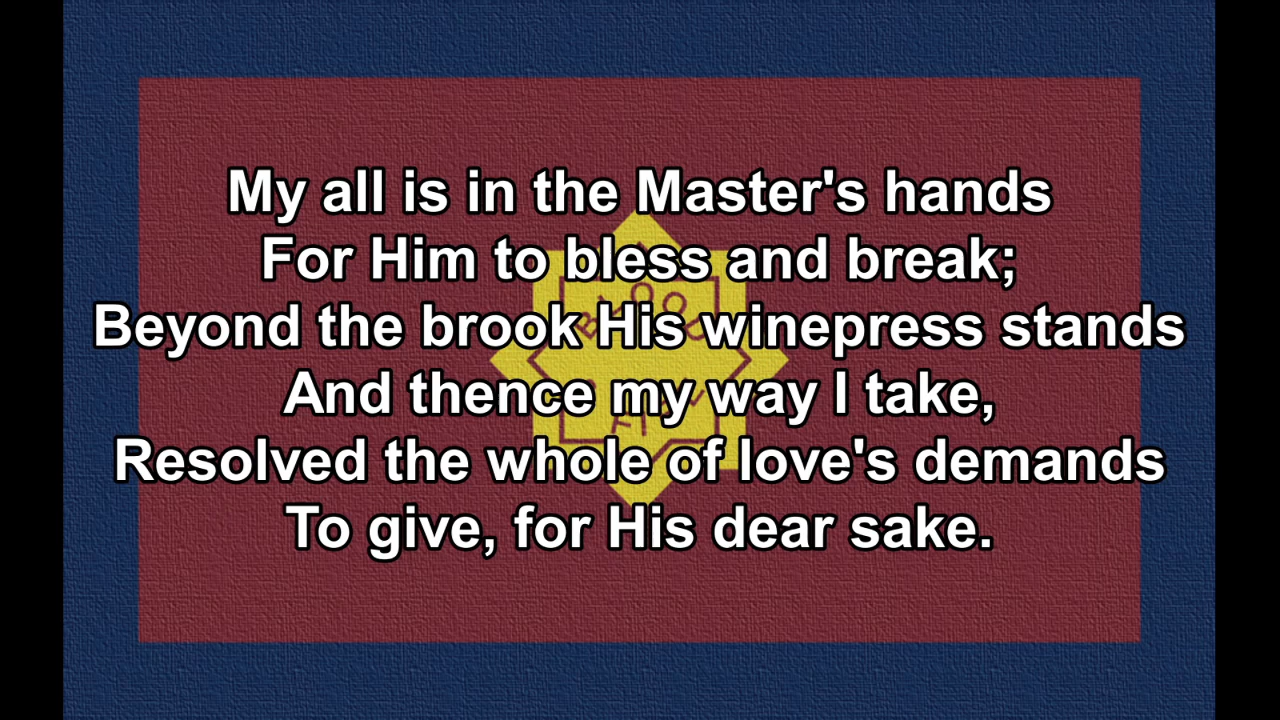 My all is in the Master's hands
For Him to bless and break;
Beyond the brook His winepress stands
And thence my way I take,
Resolved the whole of love's demands
To give, for His dear sake.